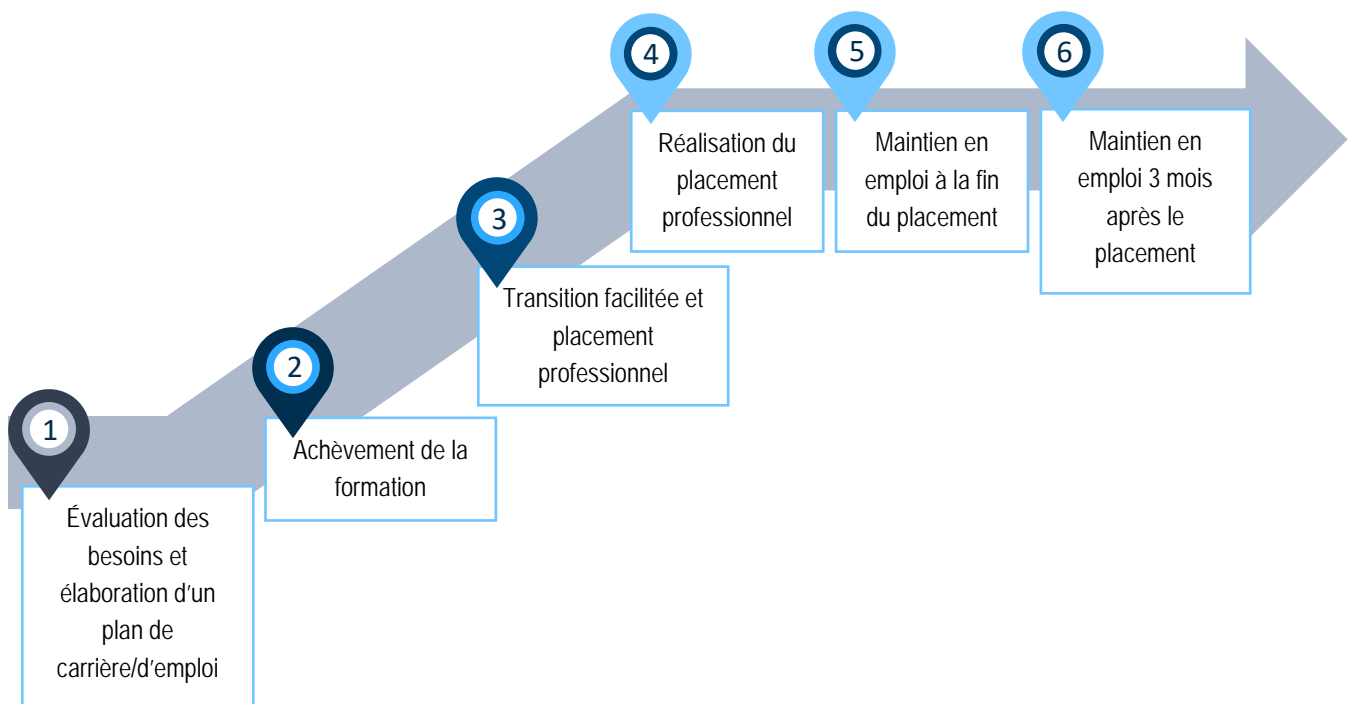 1
Évaluation des
besoins et
élaboration d’un
plan de
carrière/d’emploi
2
Achèvement de la
formation
3
Transition facilitée et
placement
professionnel
4
Réalisation du
placement
professionnel
5
Maintien en
emploi à la fin
du placement
6
Maintien en
emploi 3 mois
après le
placement